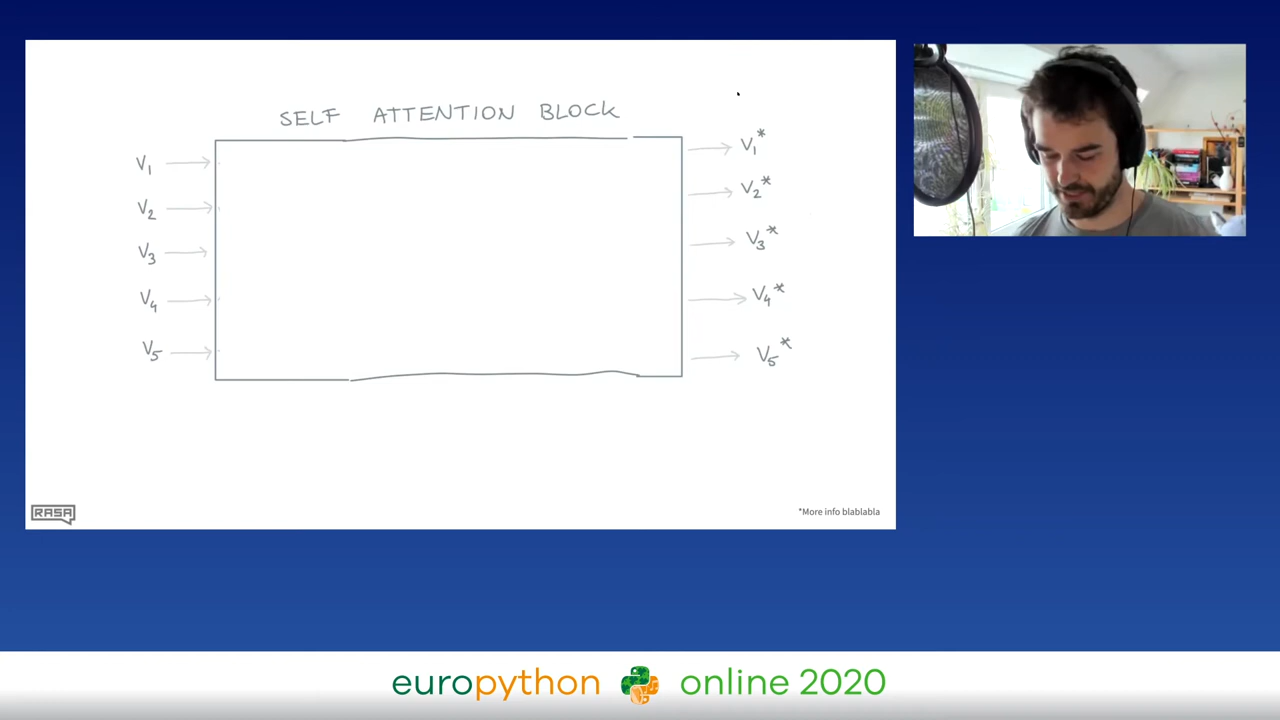 SELF ATTENTION BLOCK
V1
V2
V3
V4
V5
V1*
V2*
V3*
V4*
V5*
RASA
*More info blablabla
europython online 2020